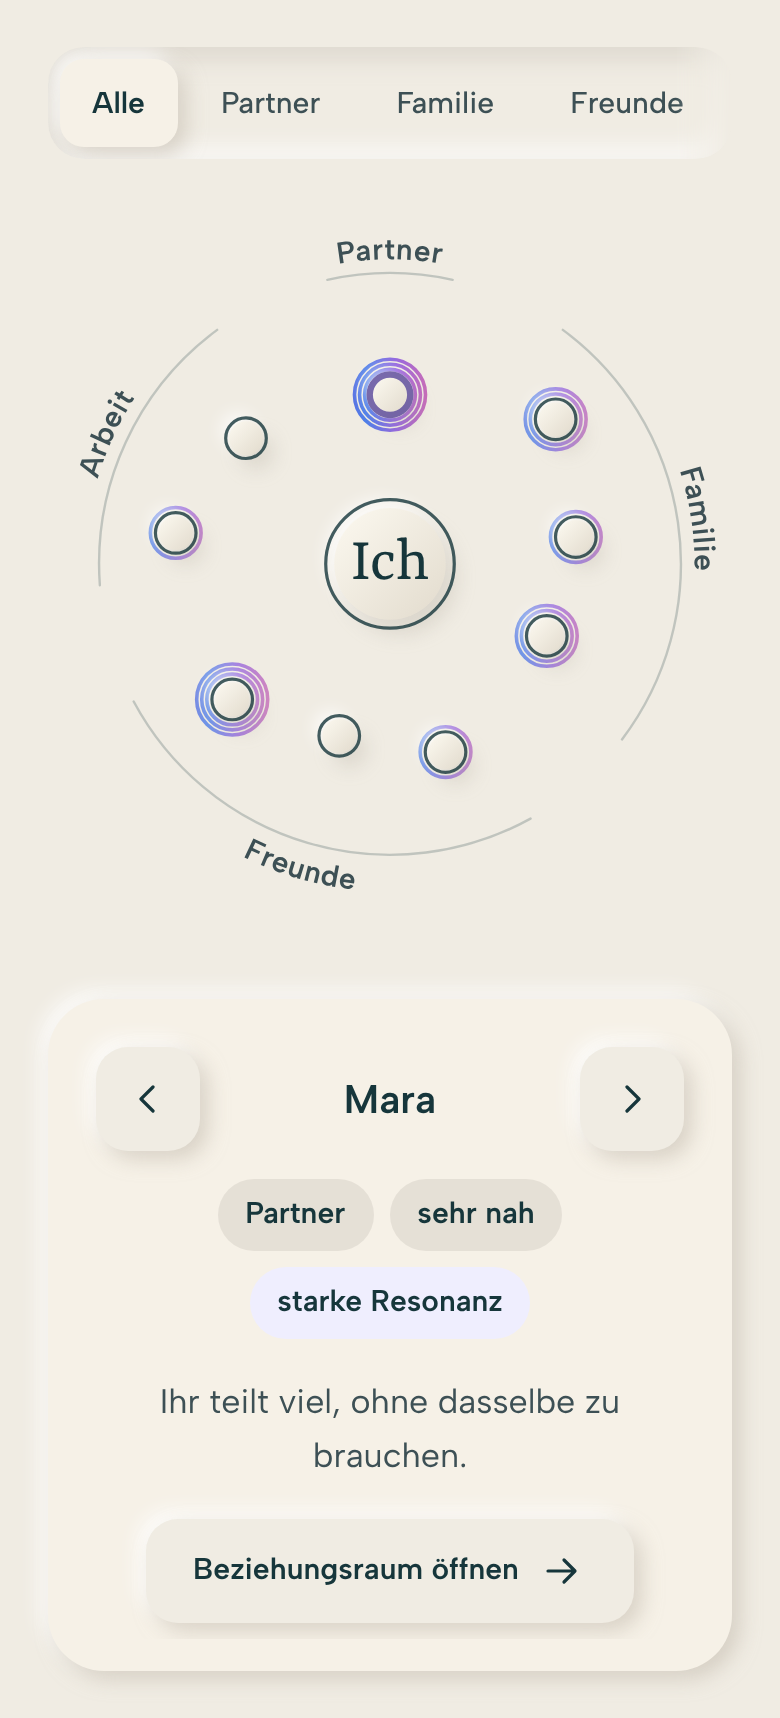 Alle
Partner
Familie
Freunde
Partner
Arbeit
Familie
Ich
Freunde
Mara
Partner
sehr nah
starke Resonanz
Ihr teilt viel, ohne dasselbe zu
brauchen.
Beziehungsraum öffnen